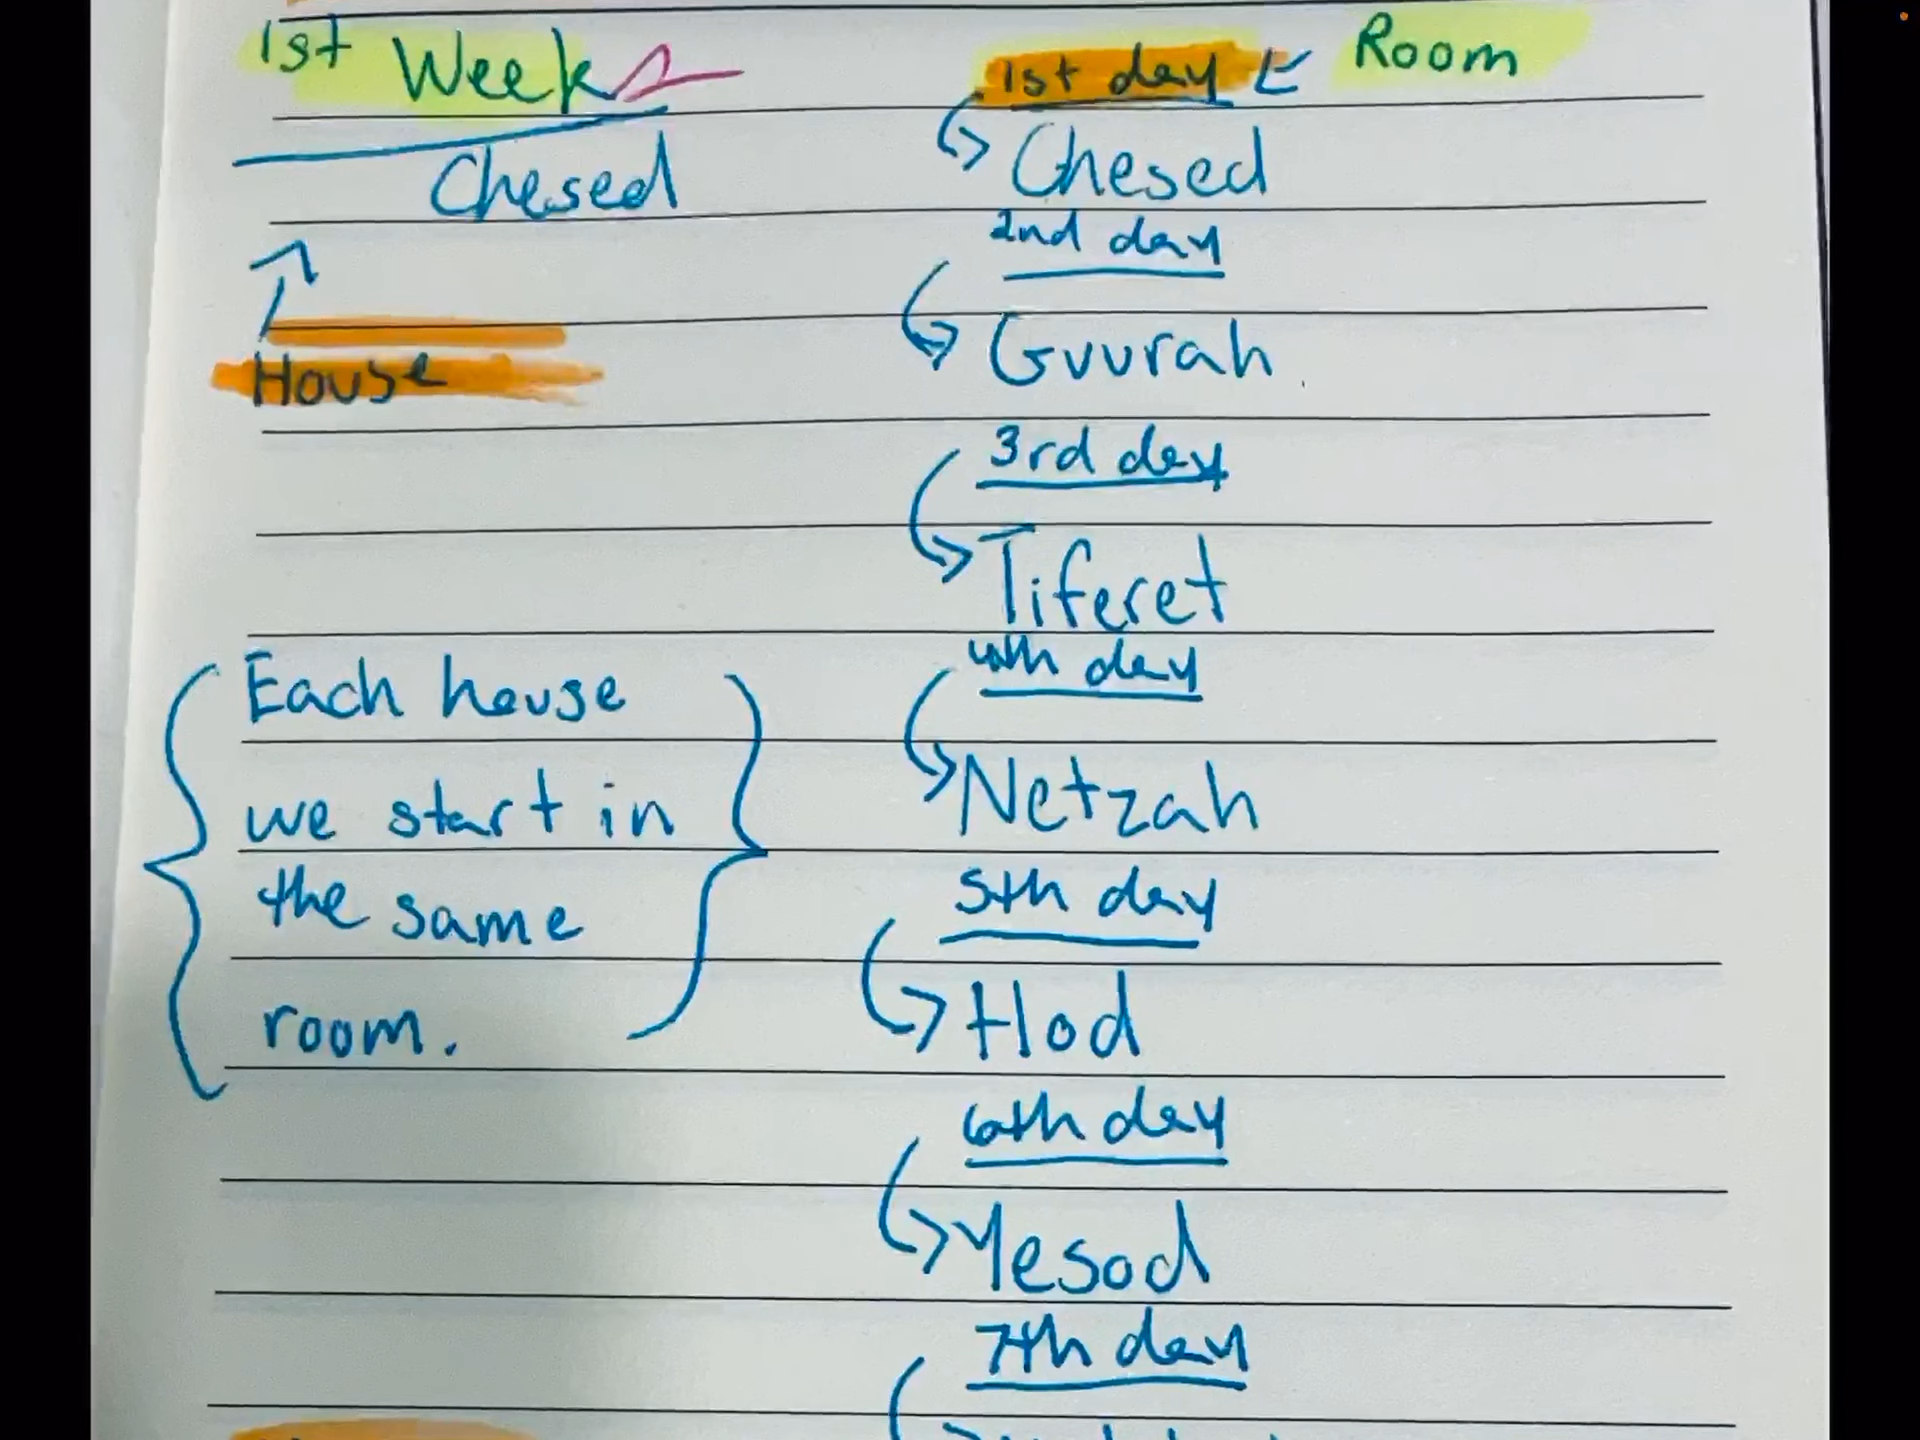 1st Week
1st day
Room
Chesed
Chesed
2nd day
House
Gvurah
3rd day
Tiferet
4th day
Each house
we start in
the same
room.
Netzah
5th day
Hod
6th day
Yesod
7th day